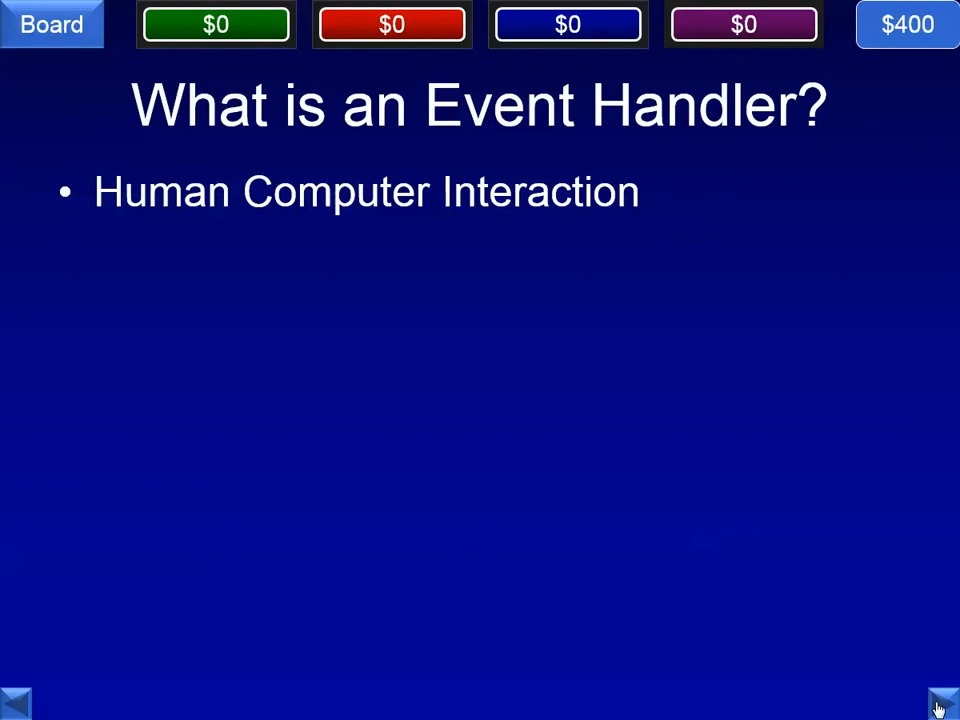 Board
$0
$0
$0
$0
$400
What is an Event Handler?
• Human Computer Interaction